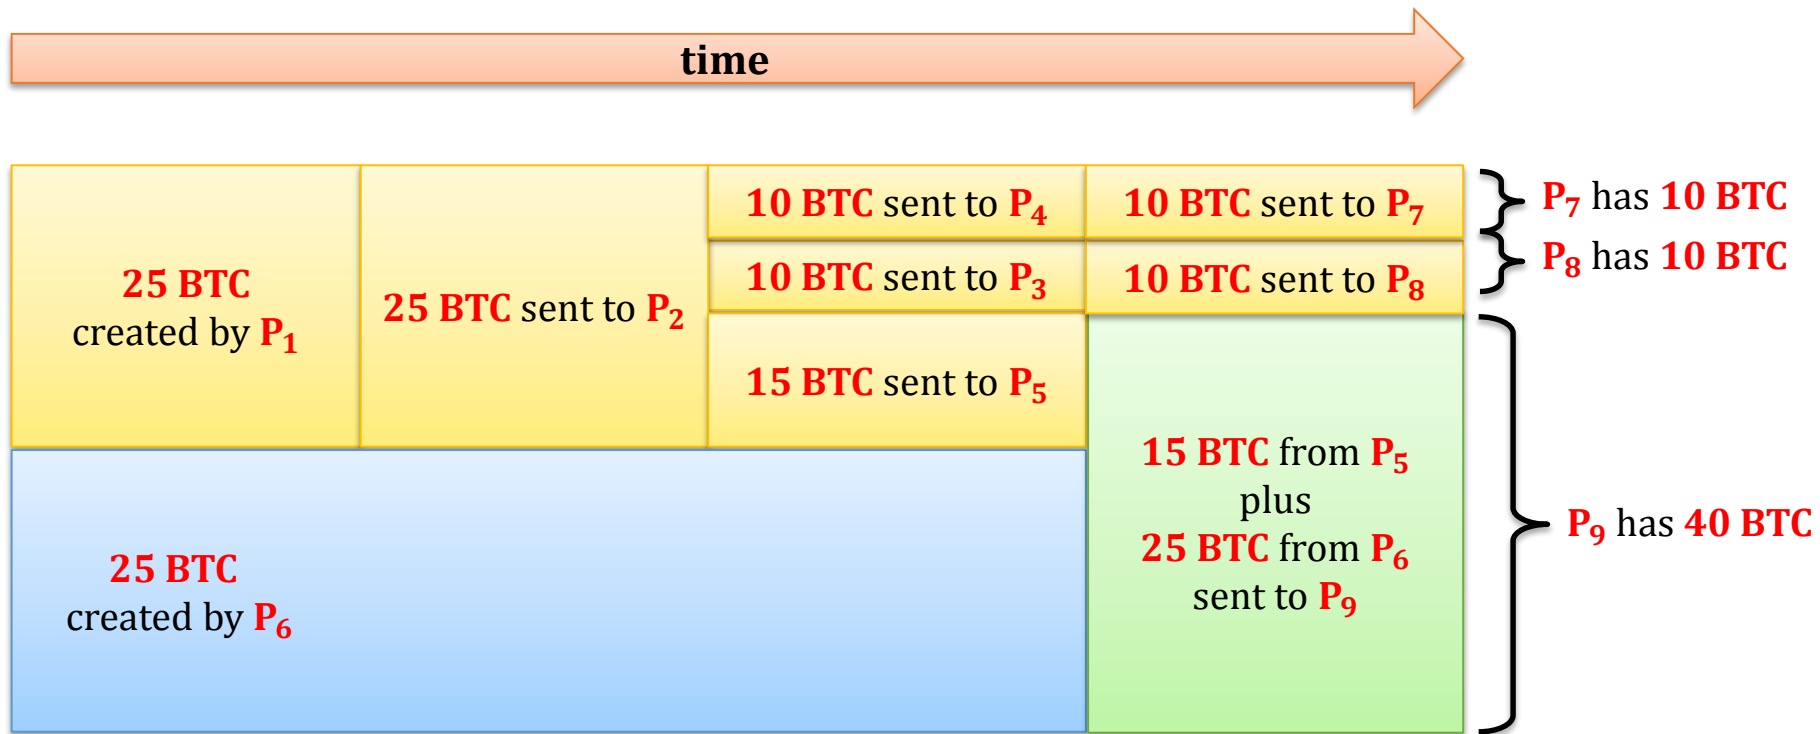 time
25 BTC
created by P₁
25 BTC sent to P₂
10 BTC sent to P₄
10 BTC sent to P₇
10 BTC sent to P₃
10 BTC sent to P₈
15 BTC sent to P₅
P₇ has 10 BTC
P₈ has 10 BTC
25 BTC
created by P₆
15 BTC from P₅
plus
25 BTC from P₆
sent to P₉
P₉ has 40 BTC